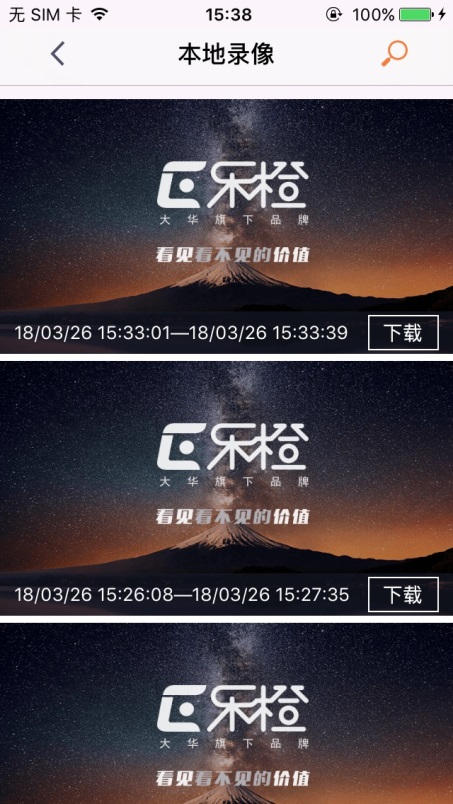 无 SIM 卡 15:38 100%
本地录像
乐橙
大华旗下品牌
看见看不见的价值
18/03/26 15:33:01—18/03/26 15:33:39 下载
乐橙
大华旗下品牌
看见看不见的价值
18/03/26 15:26:08—18/03/26 15:27:35 下载
乐橙
大华旗下品牌
看见看不见的价值